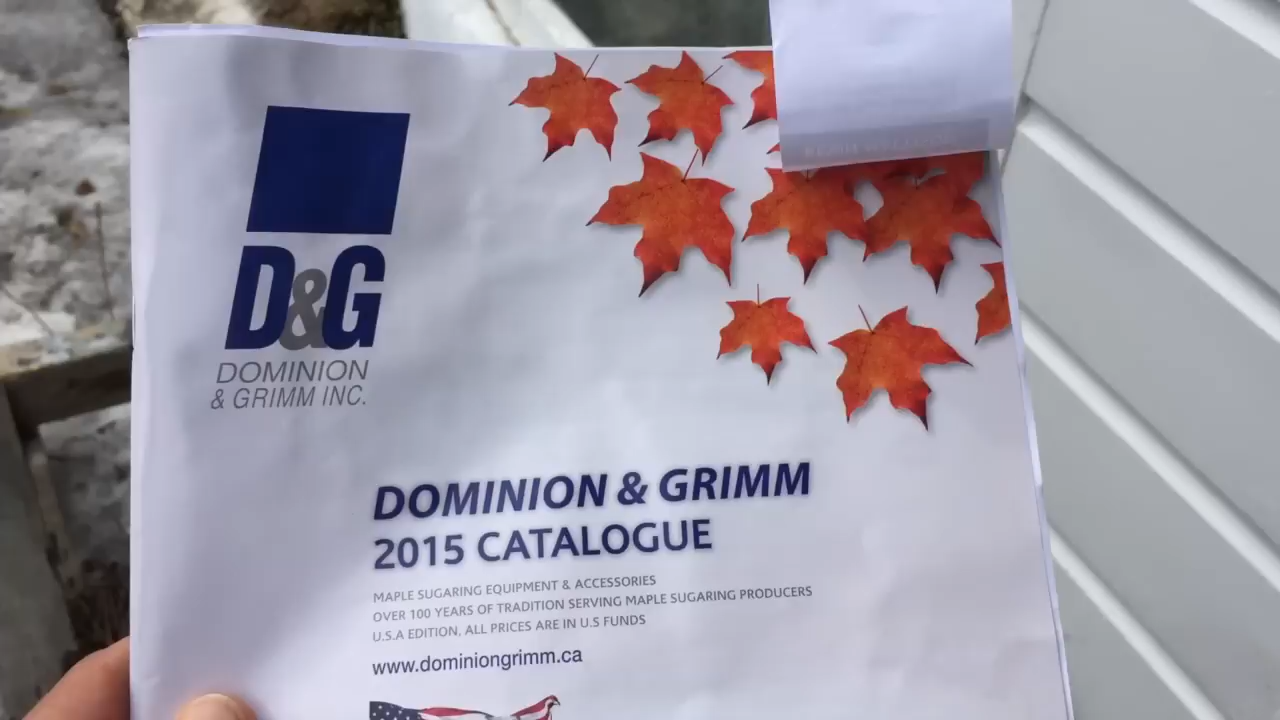 D&G
DOMINION
& GRIMM INC.
DOMINION & GRIMM
2015 CATALOGUE
MAPLE SUGARING EQUIPMENT & ACCESSORIES
OVER 100 YEARS OF TRADITION SERVING MAPLE SUGARING PRODUCERS
U.S.A EDITION, ALL PRICES ARE IN U.S FUNDS
www.dominiongrimm.ca